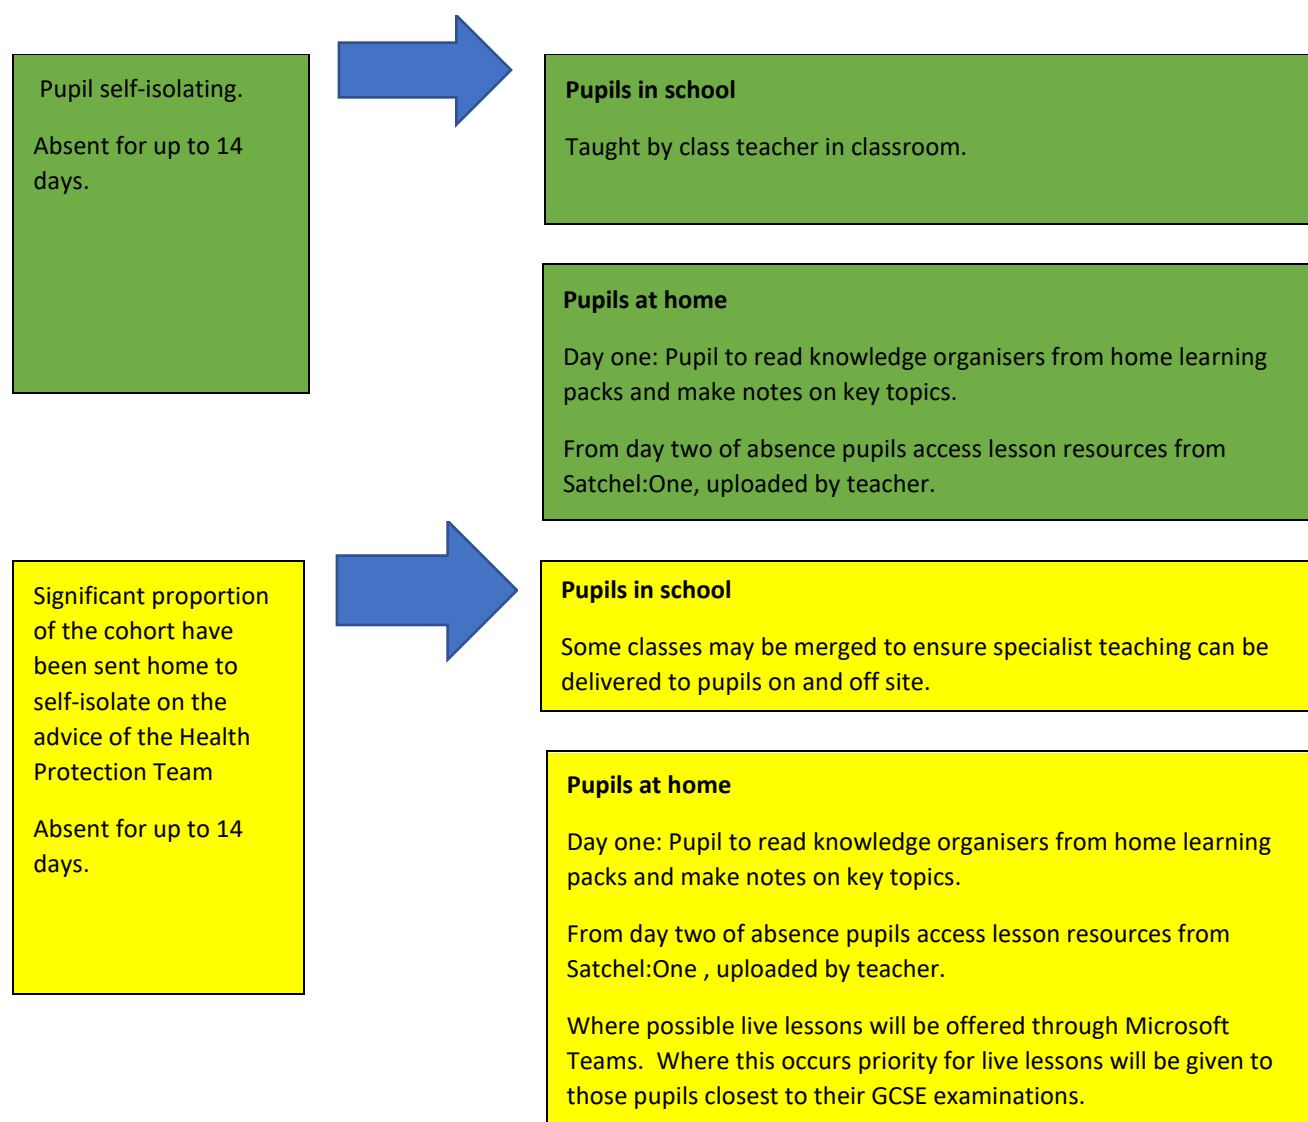 Pupil self-isolating.
Absent for up to 14
days.
Pupils in school
Taught by class teacher in classroom.
Pupils at home
Day one: Pupil to read knowledge organisers from home learning
packs and make notes on key topics.
From day two of absence pupils access lesson resources from
Satchel:One, uploaded by teacher.
Significant proportion
of the cohort have
been sent home to
self-isolate on the
advice of the Health
Protection Team
Absent for up to 14
days.
Pupils in school
Some classes may be merged to ensure specialist teaching can be
delivered to pupils on and off site.
Pupils at home
Day one: Pupil to read knowledge organisers from home learning
packs and make notes on key topics.
From day two of absence pupils access lesson resources from
Satchel:One , uploaded by teacher.
Where possible live lessons will be offered through Microsoft
Teams.  Where this occurs priority for live lessons will be given to
those pupils closest to their GCSE examinations.